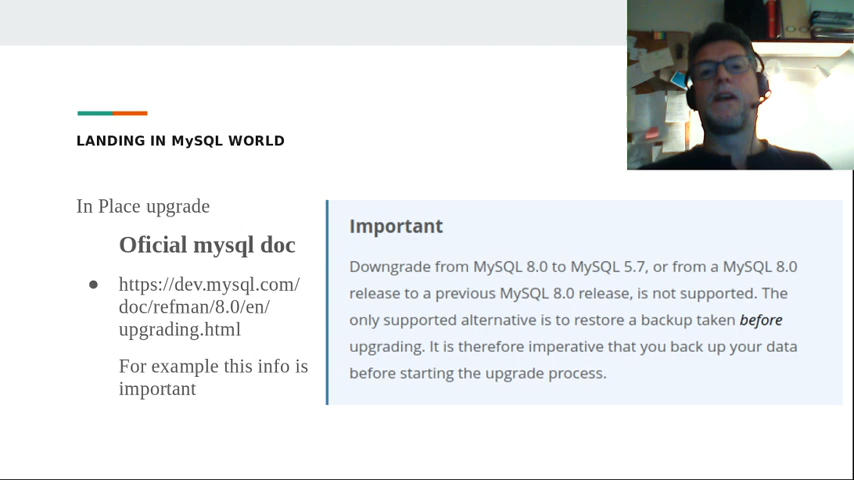 LANDING IN MySQL WORLD
In Place upgrade
Oficial mysql doc
● https://dev.mysql.com/
doc/refman/8.0/en/
upgrading.html
For example this info is
important
Important
Downgrade from MySQL 8.0 to MySQL 5.7, or from a MySQL 8.0
release to a previous MySQL 8.0 release, is not supported. The
only supported alternative is to restore a backup taken before
upgrading. It is therefore imperative that you back up your data
before starting the upgrade process.